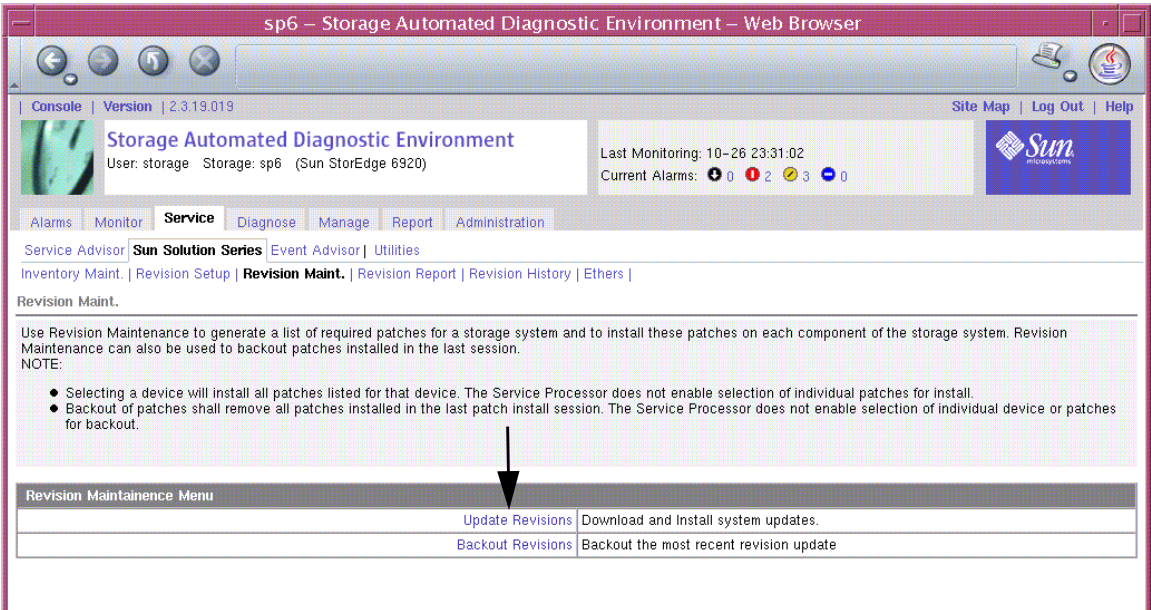 sp6 – Storage Automated Diagnostic Environment – Web Browser
| Console | Version | 2.3.19.019
Site Map | Log Out | Help
Storage Automated Diagnostic Environment
User: storage Storage: sp6 (Sun StorEdge 6920)
Last Monitoring: 10-26 23:31:02
Current Alarms: 0 2 3 0
Sun
microsystems
Alarms Monitor Service Diagnose Manage Report Administration
Service Advisor Sun Solution Series Event Advisor | Utilities
Inventory Maint. | Revision Setup | Revision Maint. | Revision Report | Revision History | Ethers |
Revision Maint.
Use Revision Maintenance to generate a list of required patches for a storage system and to install these patches on each component of the storage system. Revision
Maintenance can also be used to backout patches installed in the last session.
NOTE:
● Selecting a device will install all patches listed for that device. The Service Processor does not enable selection of individual patches for install.
● Backout of patches shall remove all patches installed in the last patch install session. The Service Processor does not enable selection of individual device or patches
for backout.
Revision Maintainence Menu
Update Revisions Download and Install system updates.
Backout Revisions Backout the most recent revision update